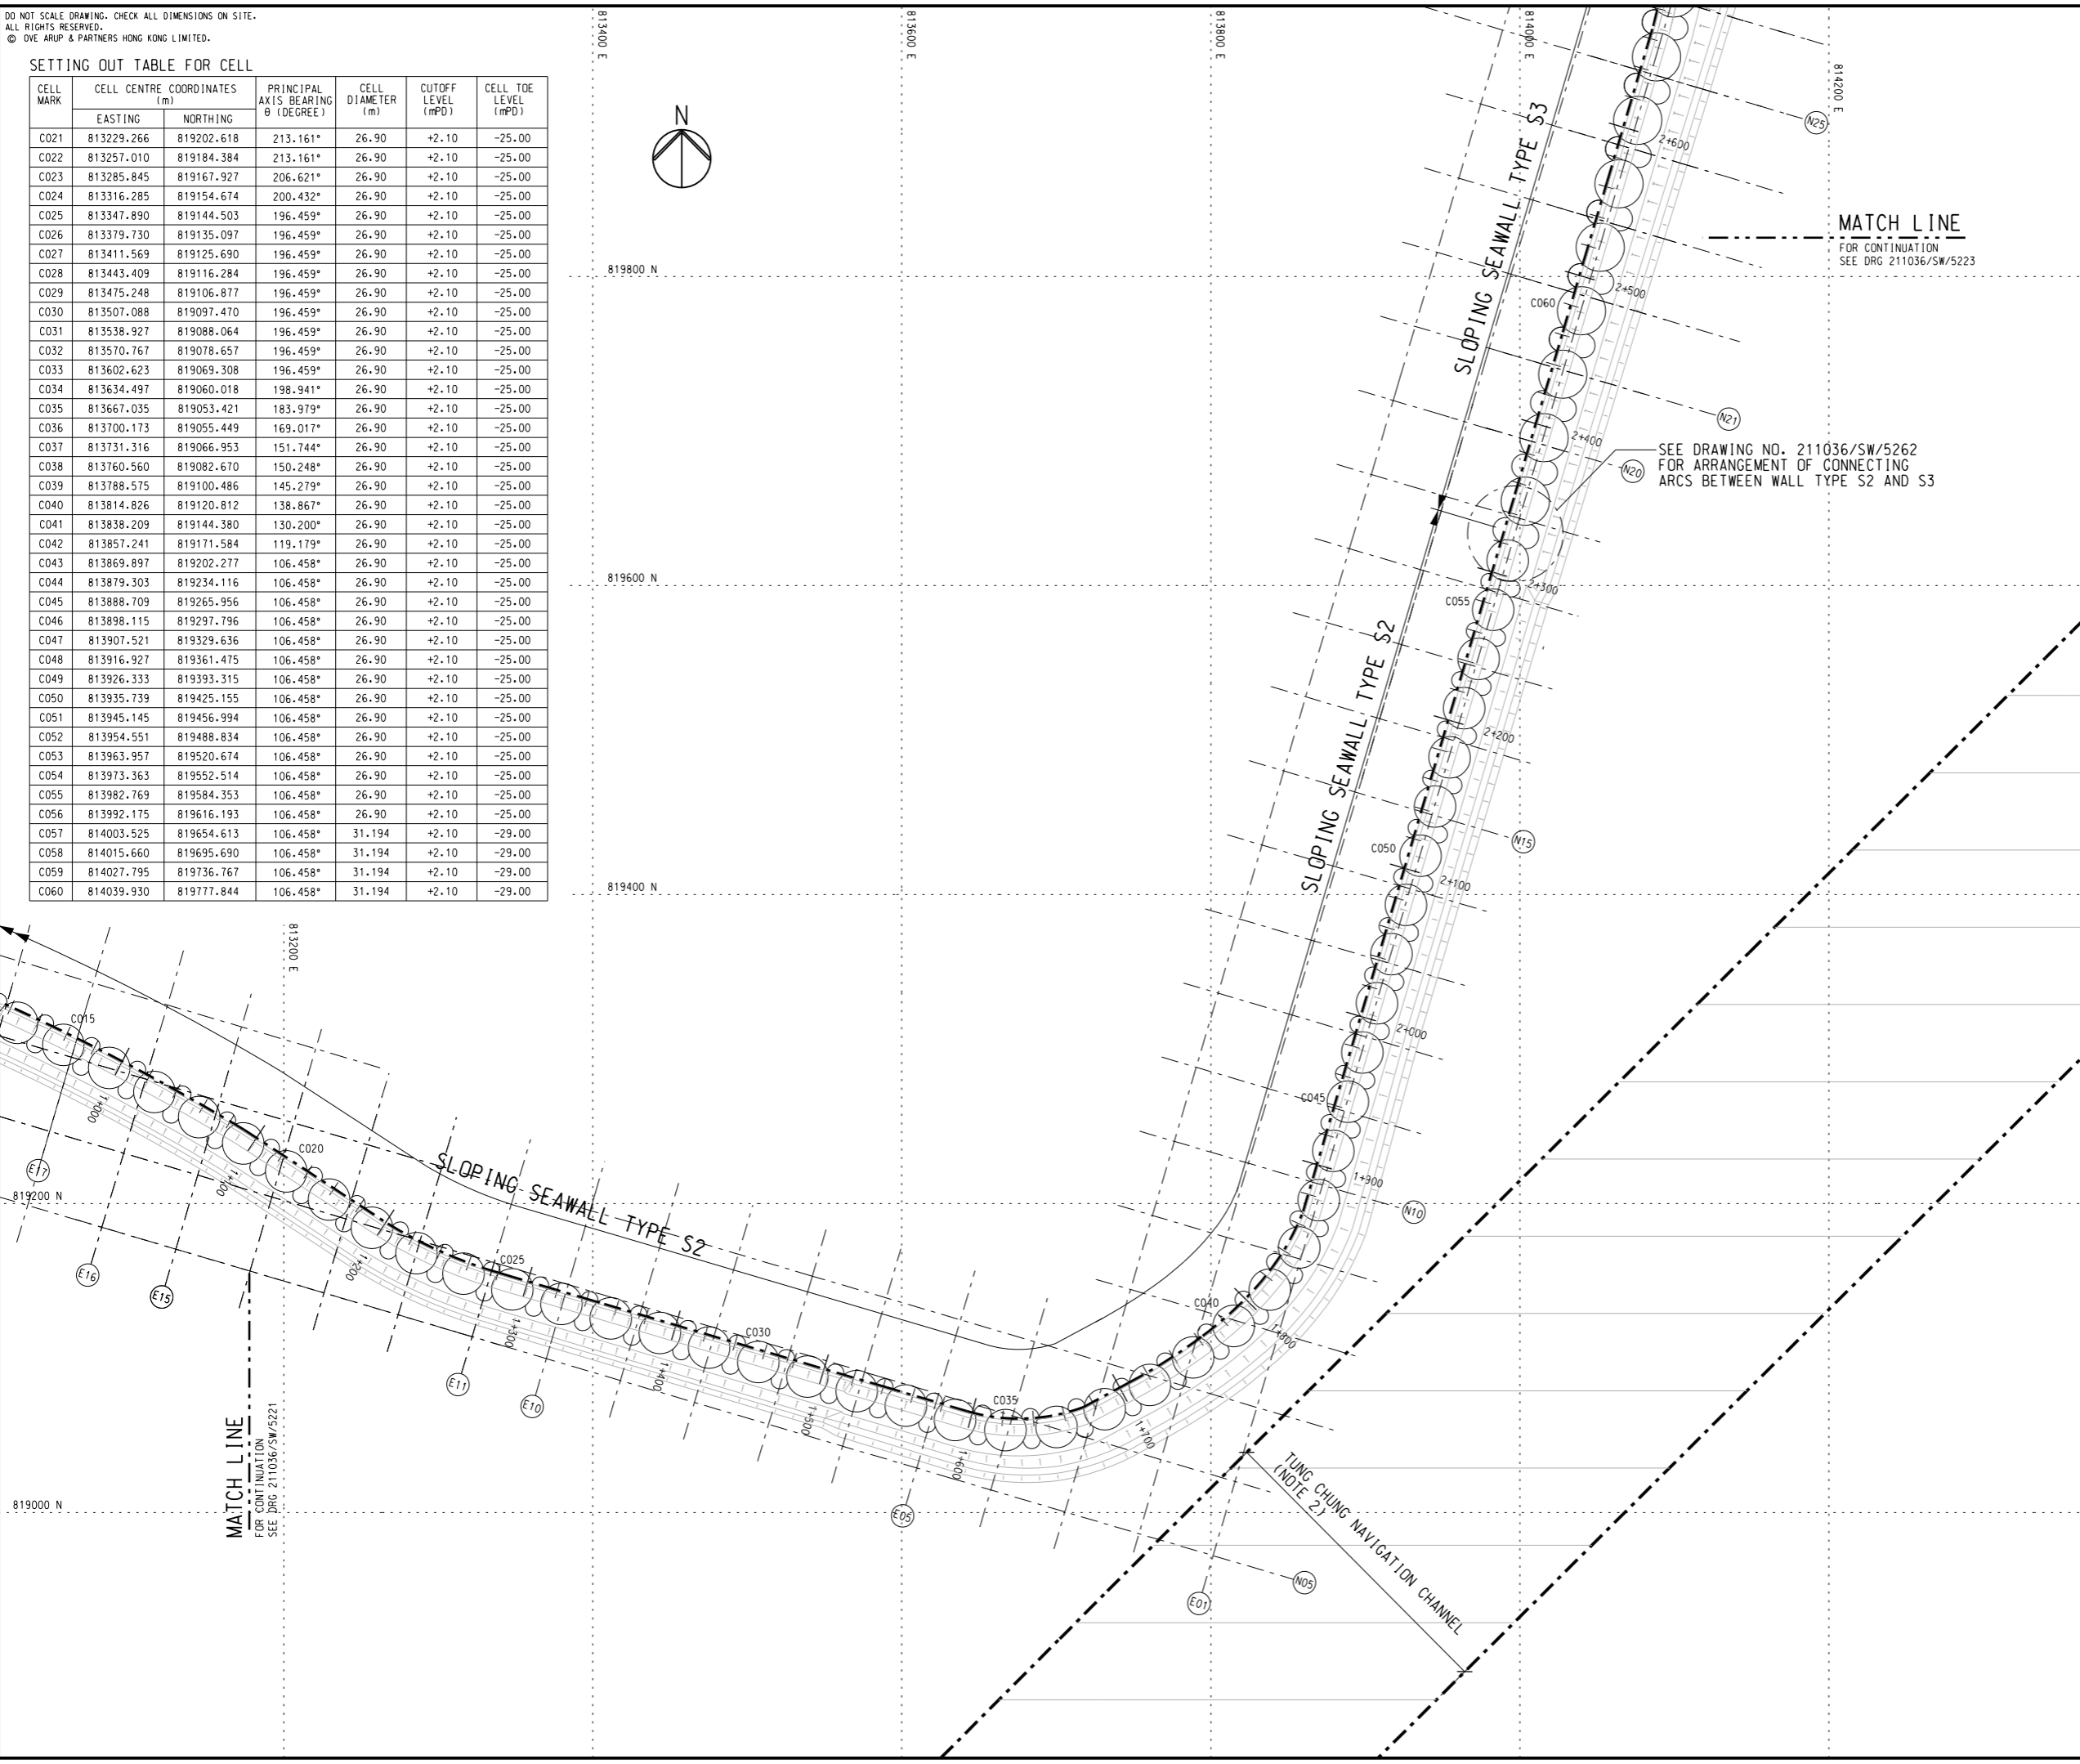 DO NOT SCALE DRAWING. CHECK ALL DIMENSIONS ON SITE.
ALL RIGHTS RESERVED.
© OVE ARUP & PARTNERS HONG KONG LIMITED.
SETTING OUT TABLE FOR CELL
CELL MARK CELL CENTRE COORDINATES (m) PRINCIPAL AXIS BEARING θ (DEGREE) CELL DIAMETER (m) CUTOFF LEVEL (mPD) CELL TOE LEVEL (mPD)
EASTING NORTHING
C021 813229.266 819202.618 213.161° 26.90 +2.10 -25.00
C022 813257.010 819184.384 213.161° 26.90 +2.10 -25.00
C023 813285.845 819167.927 206.621° 26.90 +2.10 -25.00
C024 813316.285 819154.674 200.432° 26.90 +2.10 -25.00
C025 813347.890 819144.503 196.459° 26.90 +2.10 -25.00
C026 813379.730 819135.097 196.459° 26.90 +2.10 -25.00
C027 813411.569 819125.690 196.459° 26.90 +2.10 -25.00
C028 813443.409 819116.284 196.459° 26.90 +2.10 -25.00
C029 813475.248 819106.877 196.459° 26.90 +2.10 -25.00
C030 813507.088 819097.470 196.459° 26.90 +2.10 -25.00
C031 813538.927 819088.064 196.459° 26.90 +2.10 -25.00
C032 813570.767 819078.657 196.459° 26.90 +2.10 -25.00
C033 813602.623 819069.308 196.459° 26.90 +2.10 -25.00
C034 813634.497 819060.018 198.941° 26.90 +2.10 -25.00
C035 813667.035 819053.421 183.979° 26.90 +2.10 -25.00
C036 813700.173 819055.449 169.017° 26.90 +2.10 -25.00
C037 813731.316 819066.953 151.744° 26.90 +2.10 -25.00
C038 813760.560 819082.670 150.248° 26.90 +2.10 -25.00
C039 813788.575 819100.486 145.279° 26.90 +2.10 -25.00
C040 813814.826 819120.812 138.867° 26.90 +2.10 -25.00
C041 813838.209 819144.380 130.200° 26.90 +2.10 -25.00
C042 813857.241 819171.584 119.179° 26.90 +2.10 -25.00
C043 813869.897 819202.277 106.458° 26.90 +2.10 -25.00
C044 813879.303 819234.116 106.458° 26.90 +2.10 -25.00
C045 813888.709 819265.956 106.458° 26.90 +2.10 -25.00
C046 813898.115 819297.796 106.458° 26.90 +2.10 -25.00
C047 813907.521 819329.636 106.458° 26.90 +2.10 -25.00
C048 813916.927 819361.475 106.458° 26.90 +2.10 -25.00
C049 813926.333 819393.315 106.458° 26.90 +2.10 -25.00
C050 813935.739 819425.155 106.458° 26.90 +2.10 -25.00
C051 813945.145 819456.994 106.458° 26.90 +2.10 -25.00
C052 813954.551 819488.834 106.458° 26.90 +2.10 -25.00
C053 813963.957 819520.674 106.458° 26.90 +2.10 -25.00
C054 813973.363 819552.514 106.458° 26.90 +2.10 -25.00
C055 813982.769 819584.353 106.458° 26.90 +2.10 -25.00
C056 813992.175 819616.193 106.458° 26.90 +2.10 -25.00
C057 814003.525 819654.613 106.458° 31.194 +2.10 -29.00
C058 814015.660 819695.690 106.458° 31.194 +2.10 -29.00
C059 814027.795 819736.767 106.458° 31.194 +2.10 -29.00
C060 814039.930 819777.844 106.458° 31.194 +2.10 -29.00
813400 E
813600 E
813800 E
814000 E
814200 E
N
N25
2+600
MATCH LINE
FOR CONTINUATION
SEE DRG 211036/SW/5223
SLOPING SEAWALL TYPE S3
819800 N
2+500
C060
N21
2+400
N20
SEE DRAWING NO. 211036/SW/5262
FOR ARRANGEMENT OF CONNECTING
ARCS BETWEEN WALL TYPE S2 AND S3
819600 N
2+300
C055
SLOPING SEAWALL TYPE S2
2+200
N15
C050
819400 N
2+100
813200 E
C015
2+000
1+000
C045
C020
E17
1+100
819200 N
SLOPING SEAWALL TYPE S2
1+900
N10
E16
E15
1+200
C025
C040
1+300
C030
1+800
E11
E10
1+400
C035
1+500
1+700
1+600
MATCH LINE
FOR CONTINUATION
SEE DRG 211036/SW/5221
819000 N
E05
TUNG CHUNG NAVIGATION CHANNEL
(NOTE 2)
N05
E01